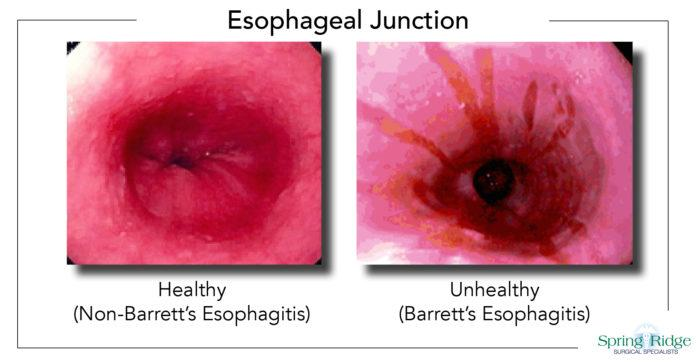 Esophageal Junction
Healthy
(Non-Barrett's Esophagitis)
Unhealthy
(Barrett's Esophagitis)
Spring Ridge
SURGICAL SPECIALISTS